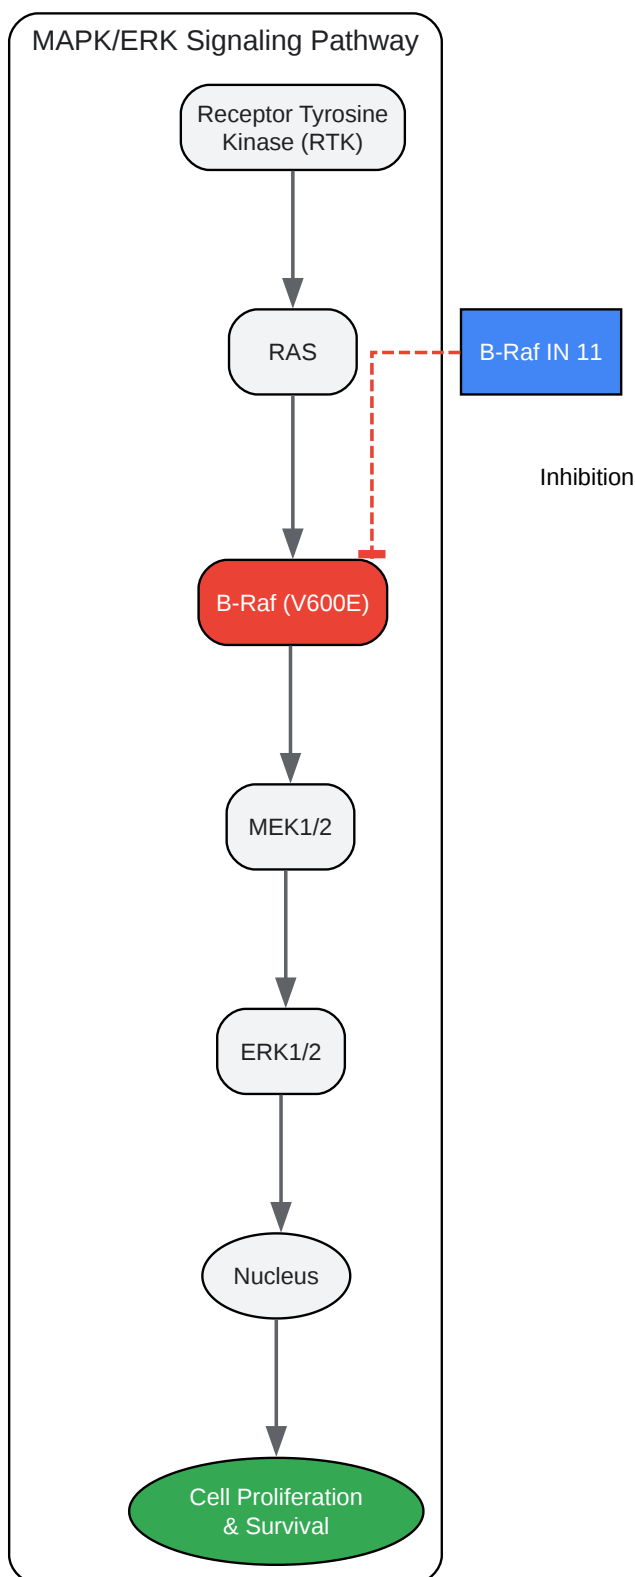 MAPK/ERK Signaling Pathway
Receptor Tyrosine
Kinase (RTK)
RAS
B-Raf IN 11
Inhibition
B-Raf (V600E)
MEK1/2
ERK1/2
Nucleus
Cell Proliferation
& Survival